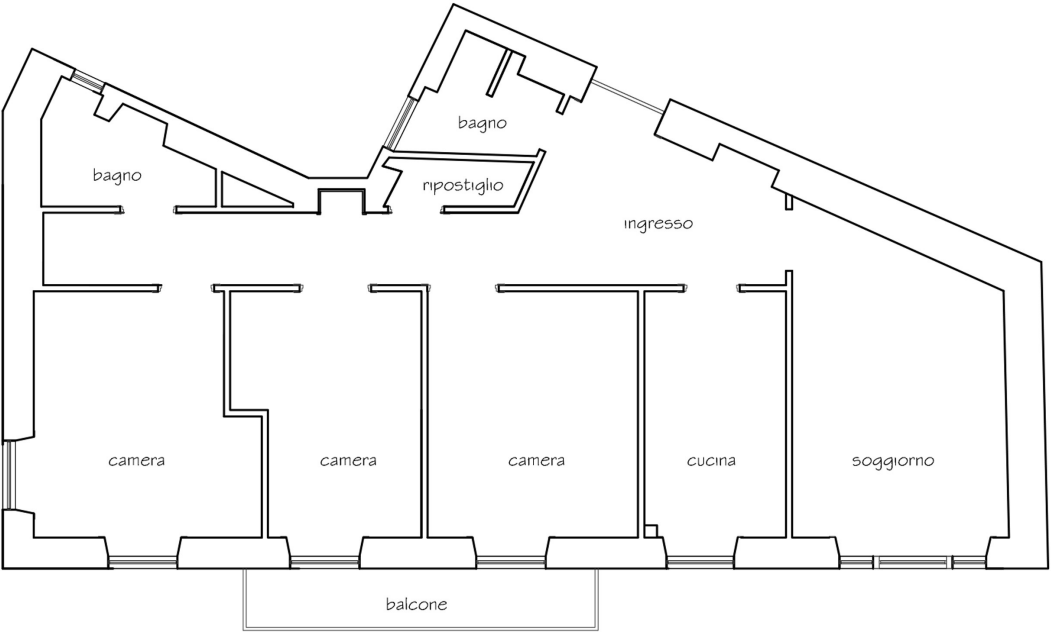 bagno
bagno
ripostiglio
ingresso
camera
camera
camera
cucina
soggiorno
balcone